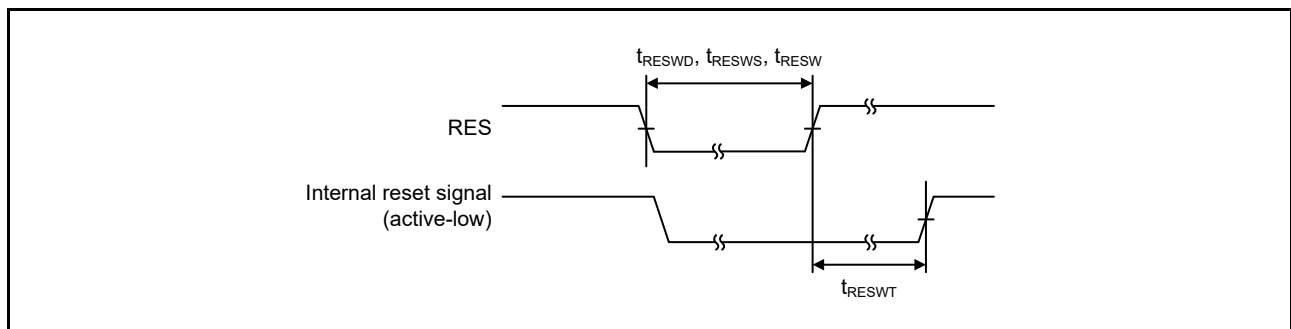 tRESWD, tRESWS, tRESW
RES
Internal reset signal
(active-low)
tRESWT